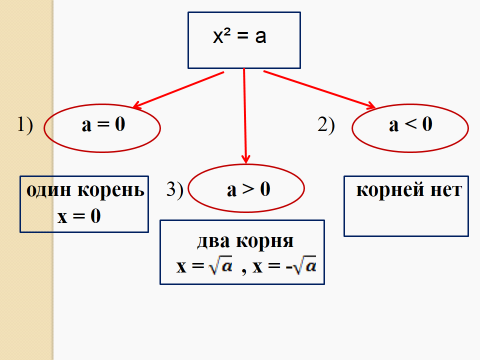 x² = a
1) a = 0
2) a < 0
один корень
x = 0
3) a > 0
корней нет
два корня
x = √a , x = -√a